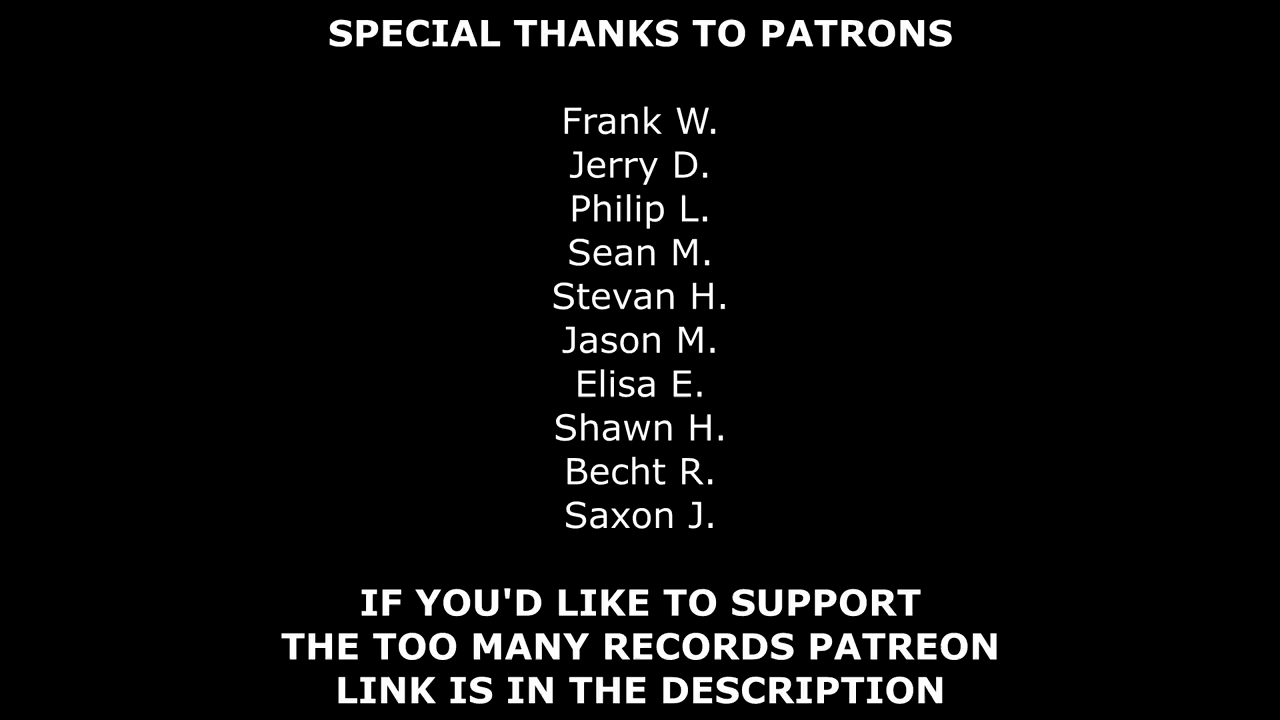 SPECIAL THANKS TO PATRONS
Frank W.
Jerry D.
Philip L.
Sean M.
Stevan H.
Jason M.
Elisa E.
Shawn H.
Becht R.
Saxon J.
IF YOU'D LIKE TO SUPPORT
THE TOO MANY RECORDS PATREON
LINK IS IN THE DESCRIPTION